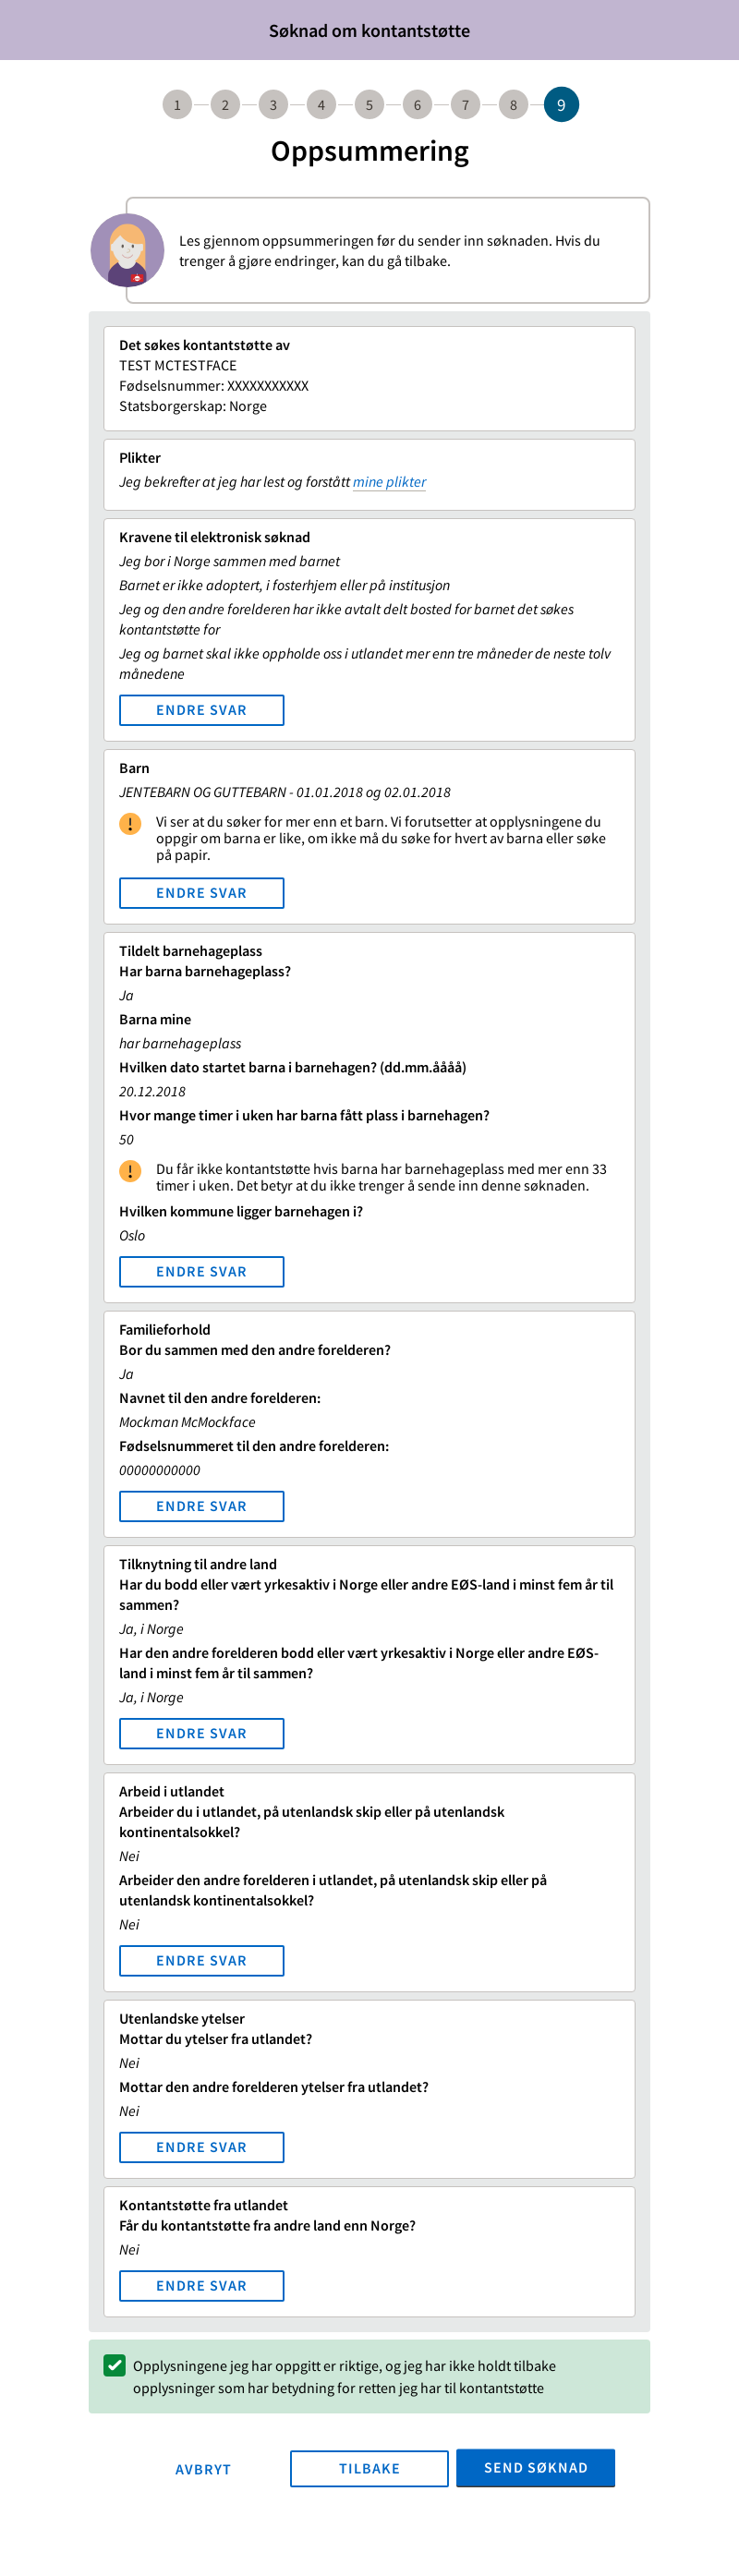 Søknad om kontantstøtte
1 2 3 4 5 6 7 8 9
Oppsummering
Les gjennom oppsummeringen før du sender inn søknaden. Hvis du
trenger å gjøre endringer, kan du gå tilbake.
Det søkes kontantstøtte av
TEST MCTESTFACE
Fødselsnummer: XXXXXXXXXXX
Statsborgerskap: Norge
Plikter
Jeg bekrefter at jeg har lest og forstått mine plikter
Kravene til elektronisk søknad
Jeg bor i Norge sammen med barnet
Barnet er ikke adoptert, i fosterhjem eller på institusjon
Jeg og den andre forelderen har ikke avtalt delt bosted for barnet det søkes
kontantstøtte for
Jeg og barnet skal ikke oppholde oss i utlandet mer enn tre måneder de neste tolv
månedene
ENDRE SVAR
Barn
JENTEBARN OG GUTTEBARN - 01.01.2018 og 02.01.2018
! Vi ser at du søker for mer enn et barn. Vi forutsetter at opplysningene du
oppgir om barna er like, om ikke må du søke for hvert av barna eller søke
på papir.
ENDRE SVAR
Tildelt barnehageplass
Har barna barnehageplass?
Ja
Barna mine
har barnehageplass
Hvilken dato startet barna i barnehagen? (dd.mm.åååå)
20.12.2018
Hvor mange timer i uken har barna fått plass i barnehagen?
50
! Du får ikke kontantstøtte hvis barna har barnehageplass med mer enn 33
timer i uken. Det betyr at du ikke trenger å sende inn denne søknaden.
Hvilken kommune ligger barnehagen i?
Oslo
ENDRE SVAR
Familieforhold
Bor du sammen med den andre forelderen?
Ja
Navnet til den andre forelderen:
Mockman McMockface
Fødselsnummeret til den andre forelderen:
00000000000
ENDRE SVAR
Tilknytning til andre land
Har du bodd eller vært yrkesaktiv i Norge eller andre EØS-land i minst fem år til
sammen?
Ja, i Norge
Har den andre forelderen bodd eller vært yrkesaktiv i Norge eller andre EØS-
land i minst fem år til sammen?
Ja, i Norge
ENDRE SVAR
Arbeid i utlandet
Arbeider du i utlandet, på utenlandsk skip eller på utenlandsk
kontinentalsokkel?
Nei
Arbeider den andre forelderen i utlandet, på utenlandsk skip eller på
utenlandsk kontinentalsokkel?
Nei
ENDRE SVAR
Utenlandske ytelser
Mottar du ytelser fra utlandet?
Nei
Mottar den andre forelderen ytelser fra utlandet?
Nei
ENDRE SVAR
Kontantstøtte fra utlandet
Får du kontantstøtte fra andre land enn Norge?
Nei
ENDRE SVAR
Opplysningene jeg har oppgitt er riktige, og jeg har ikke holdt tilbake
opplysninger som har betydning for retten jeg har til kontantstøtte
AVBRYT TILBAKE SEND SØKNAD